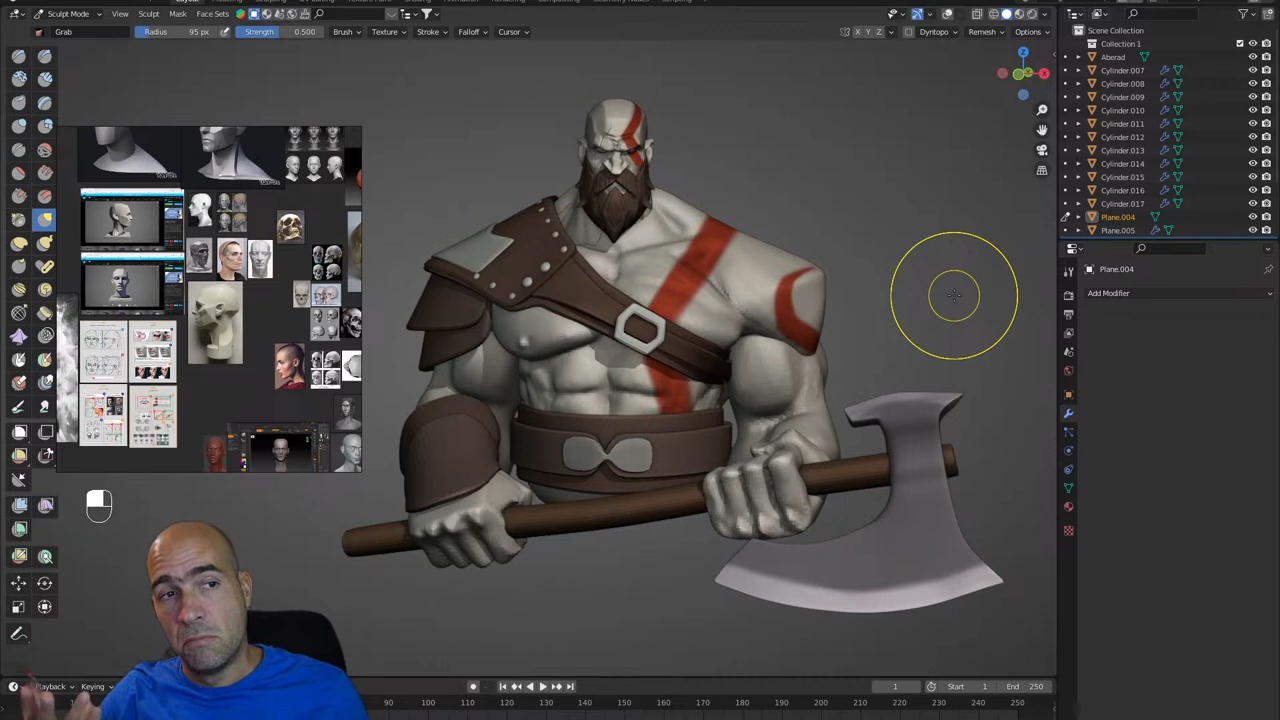 Sculpt Mode View Sculpt Mask Face Sets
Grab Radius 95 px Strength 0.500 Brush Texture Stroke Falloff Cursor X Y Z Dyntopo Remesh Options
Scene Collection
Collection 1
Aberad
Cylinder.007
Cylinder.008
Cylinder.009
Cylinder.010
Cylinder.011
Cylinder.012
Cylinder.013
Cylinder.014
Cylinder.015
Cylinder.016
Cylinder.017
Plane.004
Plane.005
Plane.004
Add Modifier
Z
X
Playback Keying 1 Start 1 End 250
80 90 100 110 120 130 140 150 160 170 180 190 200 210 220 230 240 250